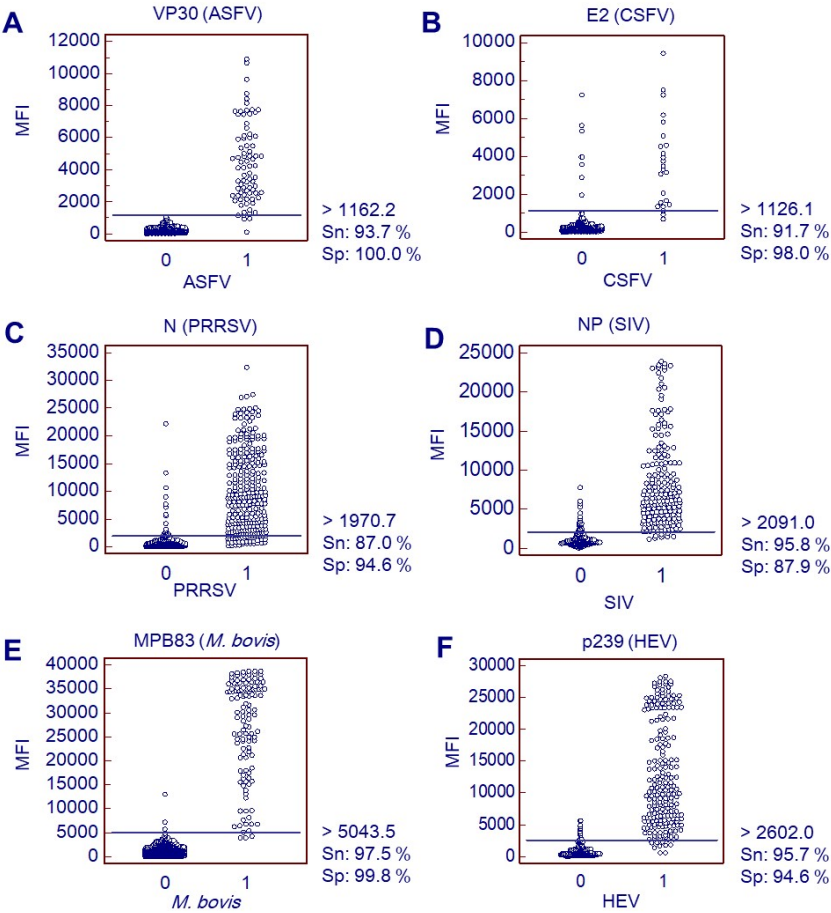 A
VP30 (ASFV)
MFI
12000
10000
8000
6000
4000
2000
0
0 1
ASFV
> 1162.2
Sn: 93.7 %
Sp: 100.0 %
B
E2 (CSFV)
MFI
10000
8000
6000
4000
2000
0
0 1
CSFV
> 1126.1
Sn: 91.7 %
Sp: 98.0 %
C
N (PRRSV)
MFI
35000
30000
25000
20000
15000
10000
5000
0
0 1
PRRSV
> 1970.7
Sn: 87.0 %
Sp: 94.6 %
D
NP (SIV)
MFI
25000
20000
15000
10000
5000
0
0 1
SIV
> 2091.0
Sn: 95.8 %
Sp: 87.9 %
E
MPB83 (M. bovis)
MFI
40000
35000
30000
25000
20000
15000
10000
5000
0
0 1
M. bovis
> 5043.5
Sn: 97.5 %
Sp: 99.8 %
F
p239 (HEV)
MFI
30000
25000
20000
15000
10000
5000
0
0 1
HEV
> 2602.0
Sn: 95.7 %
Sp: 94.6 %